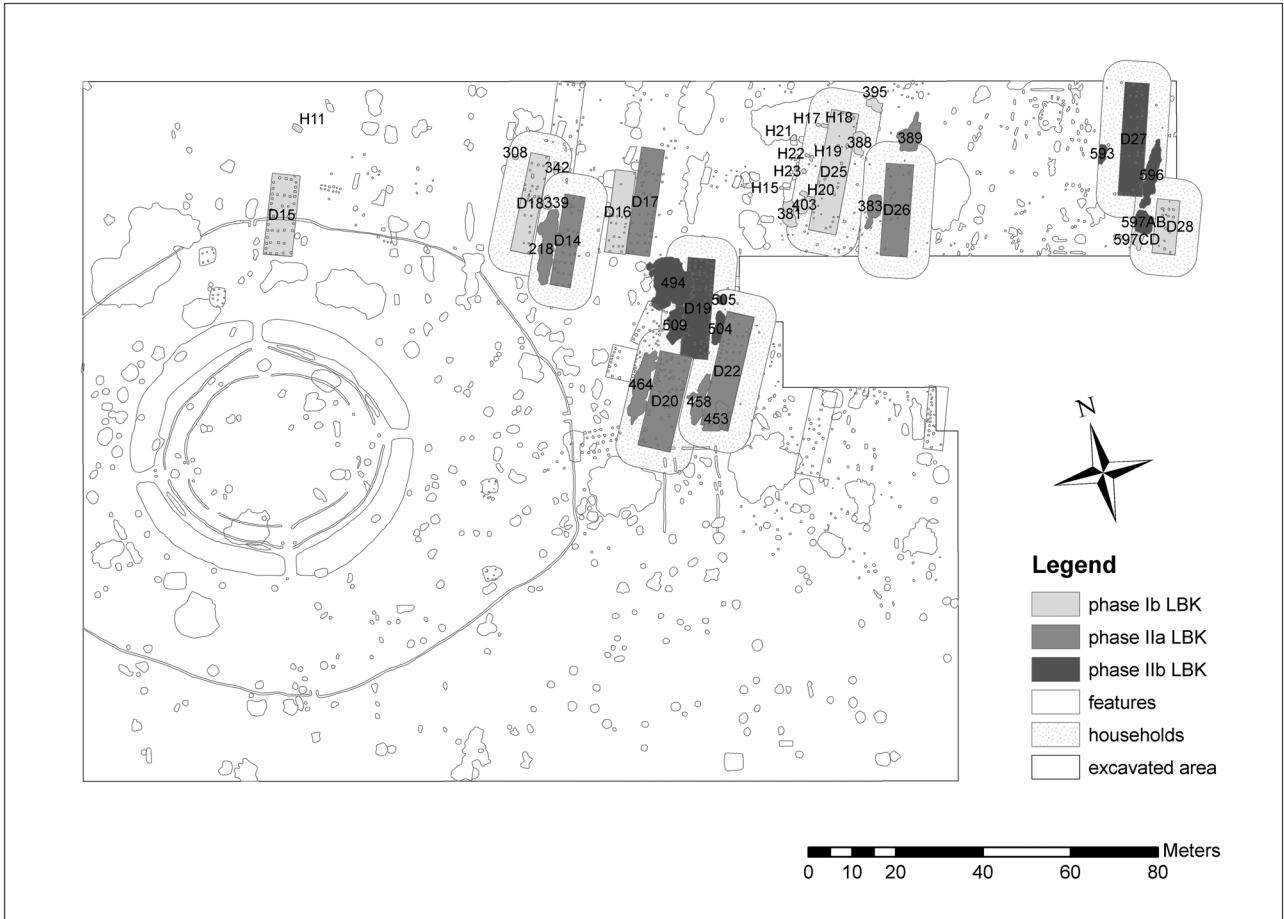 395
H11
H17 H18
H21
388
389
D27
308
342
H22 H19
593
H23 D25
596
D18 339
D16 D17
H15 H20
403
383 D26
D15
381
597AB D28
218 D14
597CD
494
D19 505
509 504
D22
464
D20 458
453
N
Legend
phase Ib LBK
phase IIa LBK
phase IIb LBK
features
households
excavated area
Meters
0 10 20 40 60 80